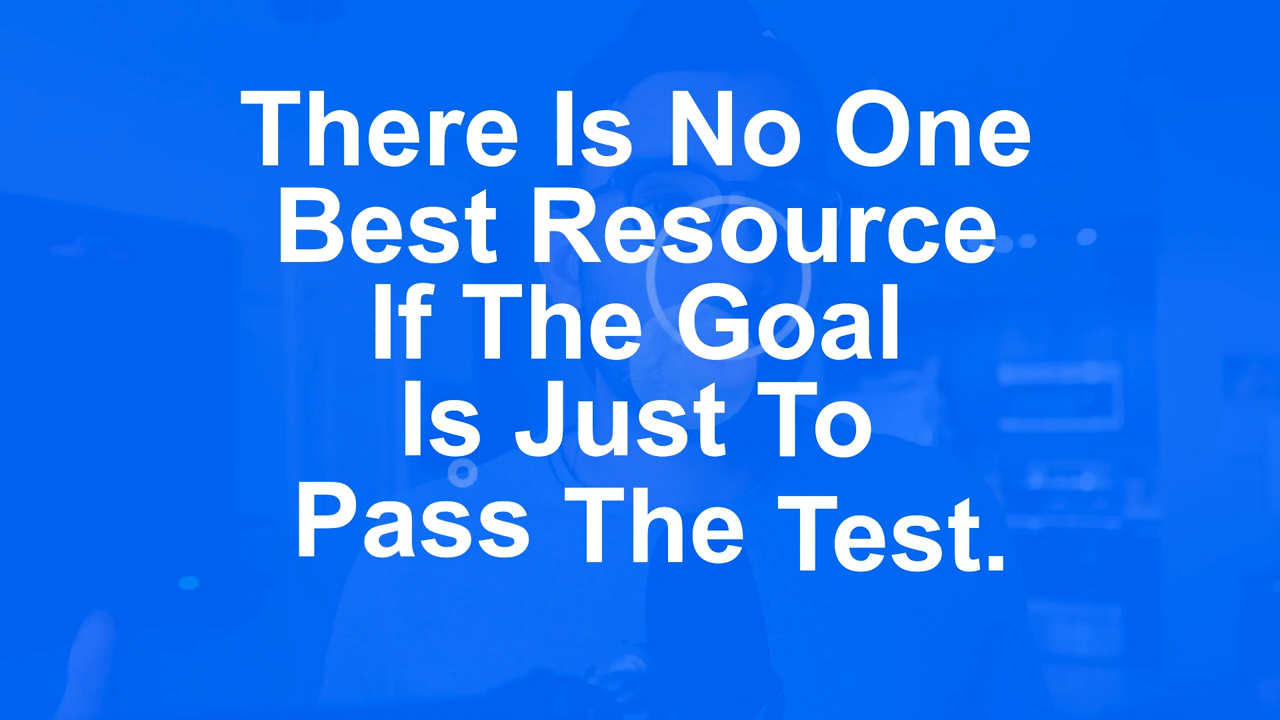 There Is No One
Best Resource
If The Goal
Is Just To
Pass The Test.